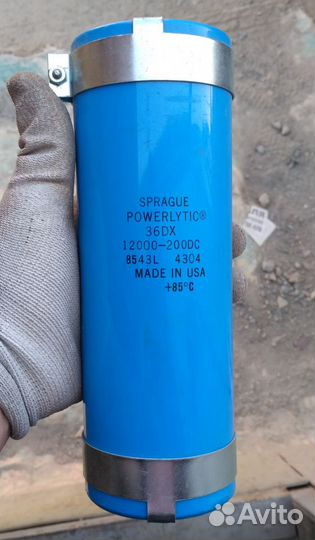 SPRAGUE
POWERLYTIC®
36DX
12000-200DC
8543L 4304
MADE IN USA
+85°C
Avito